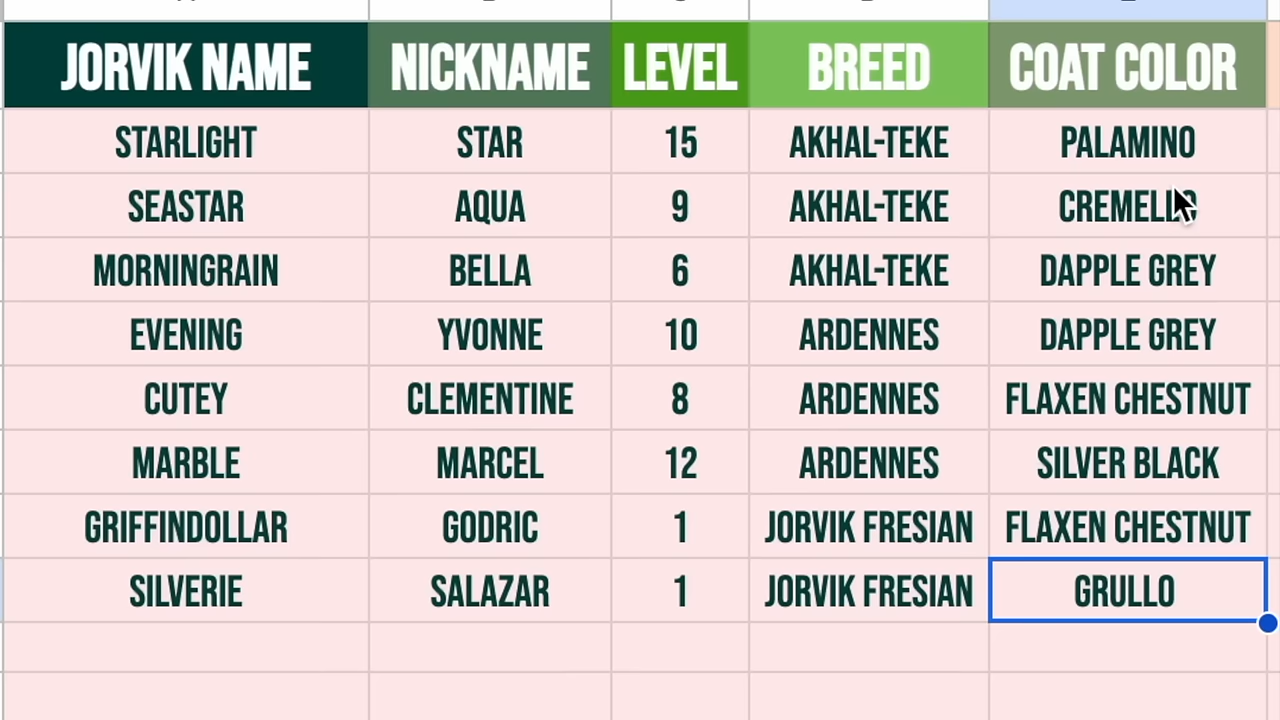 JORVIK NAME NICKNAME LEVEL BREED COAT COLOR
STARLIGHT STAR 15 AKHAL-TEKE PALAMINO
SEASTAR AQUA 9 AKHAL-TEKE CREMELLO
MORNINGRAIN BELLA 6 AKHAL-TEKE DAPPLE GREY
EVENING YVONNE 10 ARDENNES DAPPLE GREY
CUTEY CLEMENTINE 8 ARDENNES FLAXEN CHESTNUT
MARBLE MARCEL 12 ARDENNES SILVER BLACK
GRIFFINDOLLAR GODRIC 1 JORVIK FRESIAN FLAXEN CHESTNUT
SILVERIE SALAZAR 1 JORVIK FRESIAN GRULLO